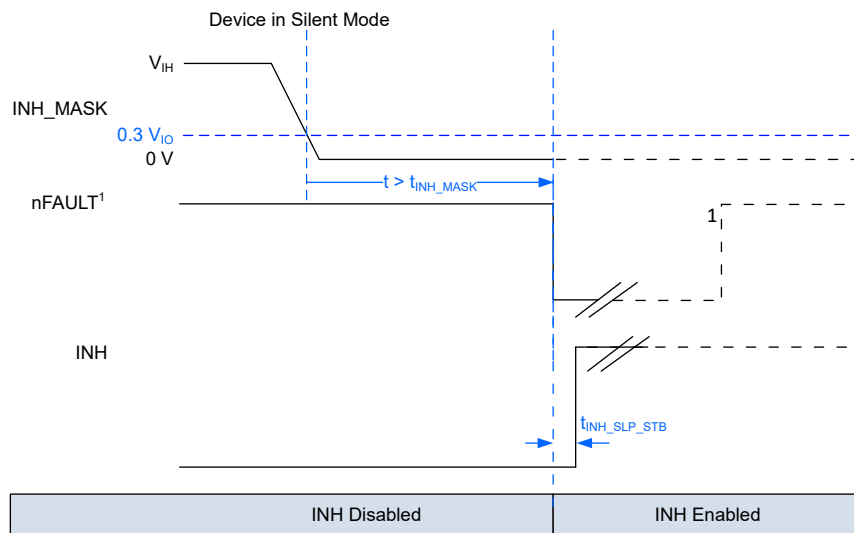 Device in Silent Mode
VIH
INH_MASK
0.3 VIO
0 V
t > tINH_MASK
nFAULT1
1
INH
tINH_SLP_STB
INH Disabled
INH Enabled